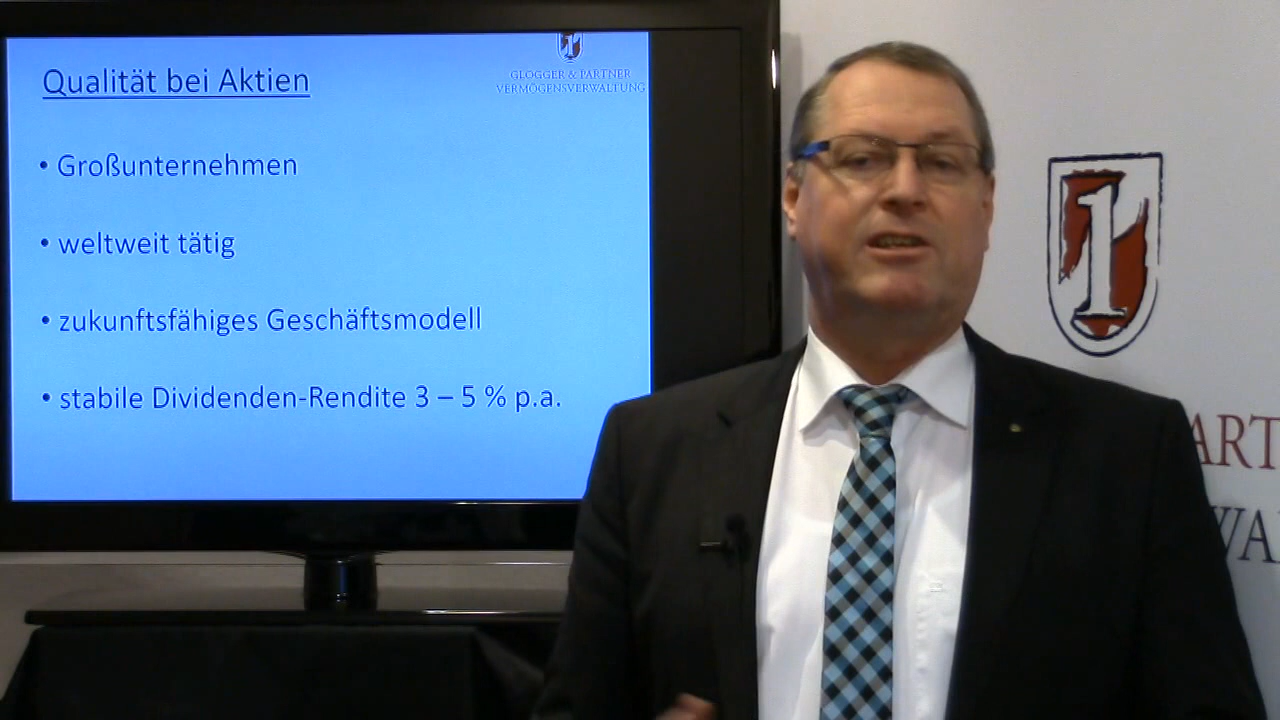 Qualität bei Aktien
1
GLOGGER & PARTNER
VERMÖGENSVERWALTUNG
• Großunternehmen
• weltweit tätig
• zukunftsfähiges Geschäftsmodell
• stabile Dividenden-Rendite 3 – 5 % p.a.
1
ART
WA